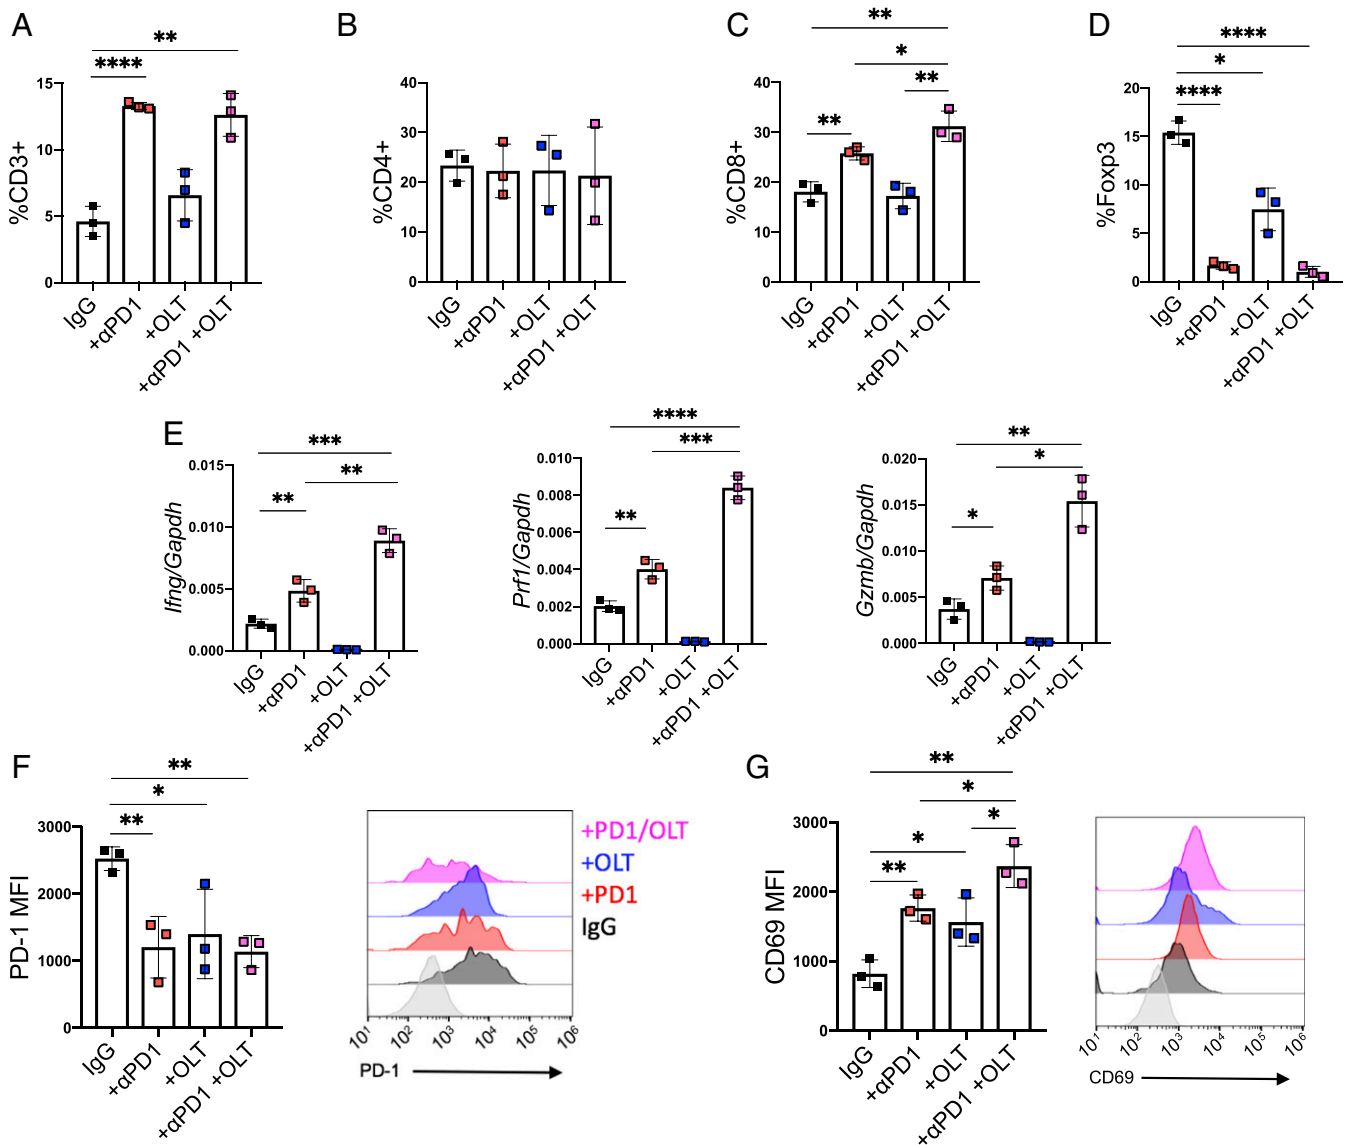 A
B
C
D
**
****
%CD3+
15
10
5
0
IgG
+αPD1
+OLT
+αPD1 +OLT
%CD4+
40
30
20
10
0
IgG
+αPD1
+OLT
+αPD1 +OLT
**
*
**
**
%CD8+
40
30
20
10
0
IgG
+αPD1
+OLT
+αPD1 +OLT
****
*
****
%Foxp3
20
15
10
5
0
IgG
+αPD1
+OLT
+αPD1 +OLT
E
***
**
**
Ifng/Gapdh
0.015
0.010
0.005
0.000
IgG
+αPD1
+OLT
+αPD1 +OLT
****
***
**
Prf1/Gapdh
0.010
0.008
0.006
0.004
0.002
0.000
IgG
+αPD1
+OLT
+αPD1 +OLT
**
*
*
Gzmb/Gapdh
0.020
0.015
0.010
0.005
0.000
IgG
+αPD1
+OLT
+αPD1 +OLT
F
**
*
**
PD-1 MFI
3000
2000
1000
0
IgG
+αPD1
+OLT
+αPD1 +OLT
+PD1/OLT
+OLT
+PD1
IgG
10¹ 10² 10³ 10⁴ 10⁵ 10⁶
PD-1
G
**
*
*
*
**
CD69 MFI
3000
2000
1000
0
IgG
+αPD1
+OLT
+αPD1 +OLT
10¹ 10² 10³ 10⁴ 10⁵ 10⁶
CD69